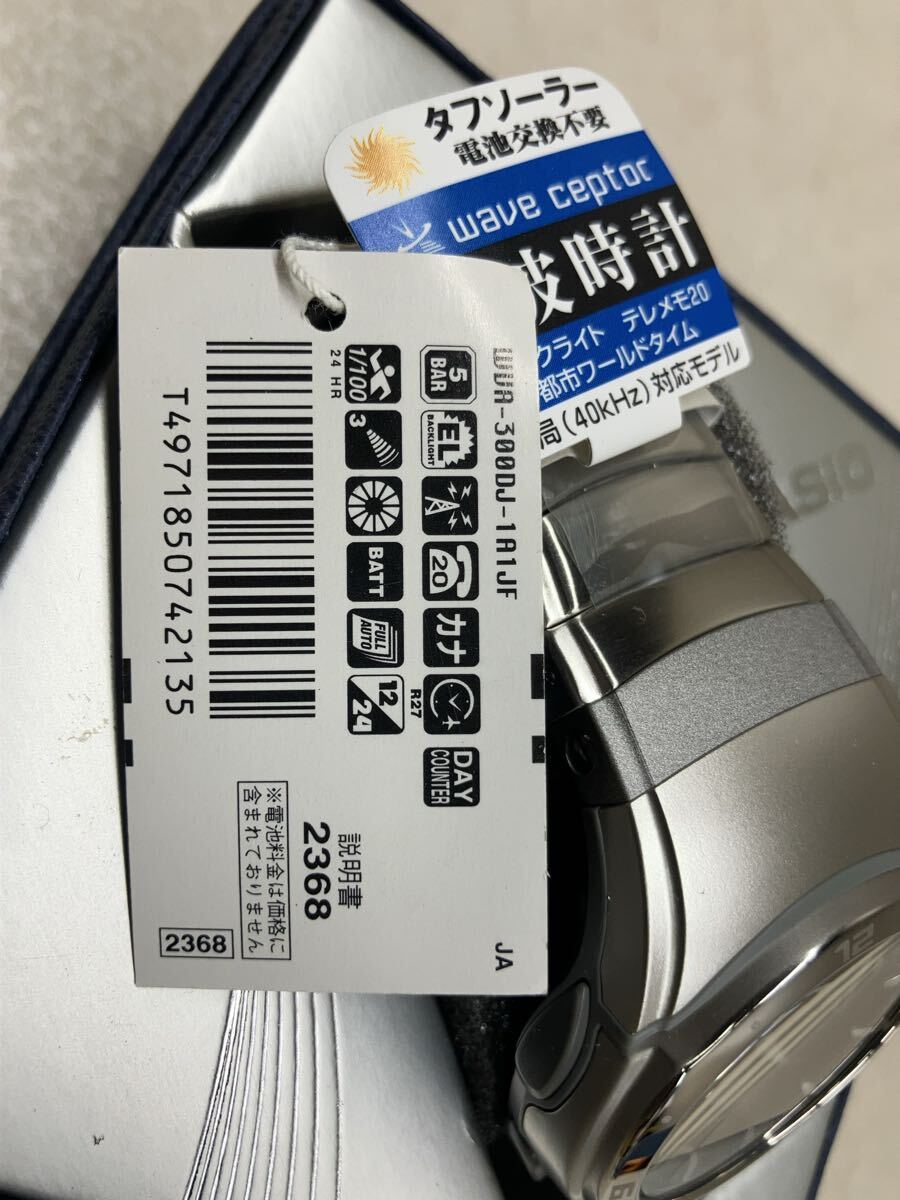 タフソーラー
電池交換不要
wave ceptor
波時計
クライト テレメモ20
都市ワールドタイム
局(40kHz)対応モデル
-300DJ-1A1JF
5
BAR
EL
BACKLIGHT
20
カナ
DAY
COUNTER
1/100
24 HR
3
BATT
FULL
AUTO
12/24
R27
T4971850742135
説明書
2368
※電池料金は価格に
含まれておりません
2368
JA
SIO
12